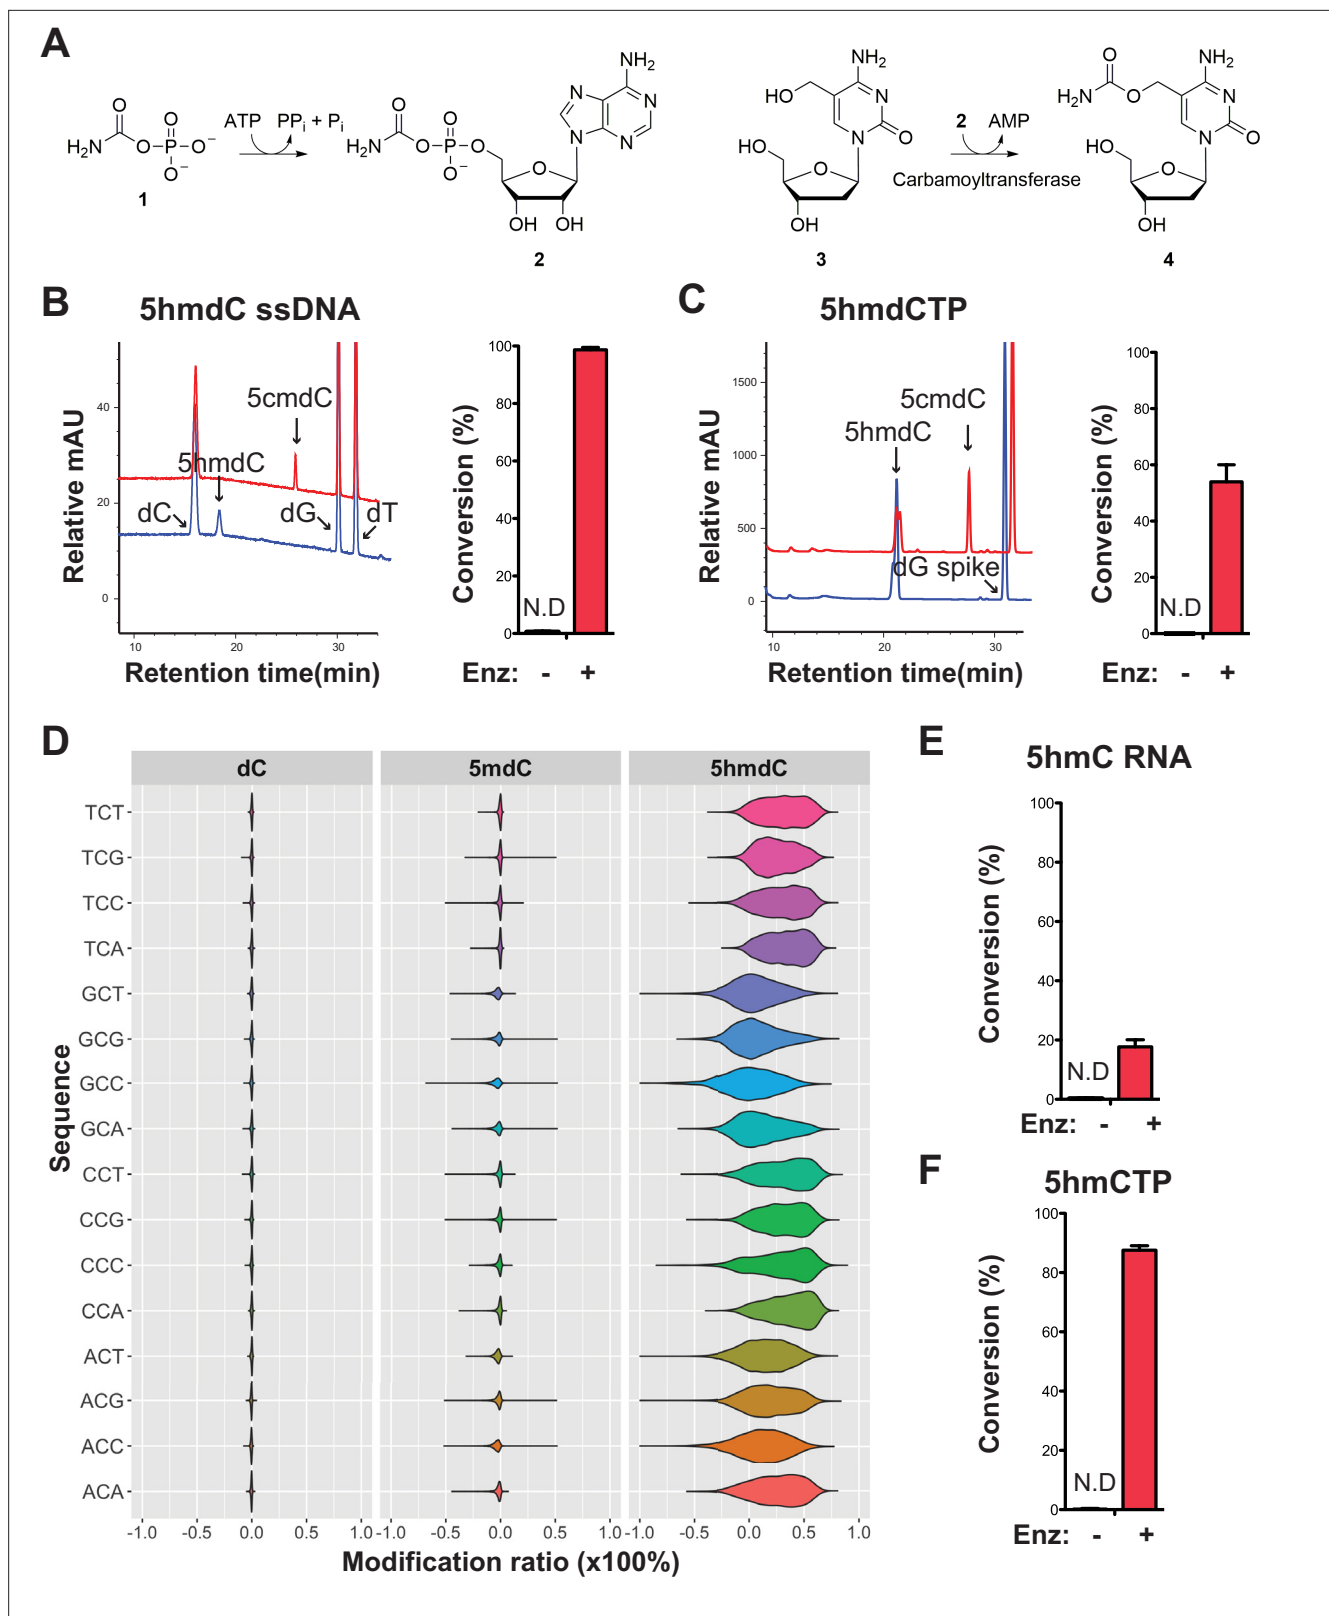 A
O
H₂N
O
P
O
O⁻
O⁻
1
ATP
PPᵢ + Pᵢ
NH₂
N
N
N
N
O
H₂N
O
P
O
O
O⁻
O
OH
OH
2
NH₂
HO
N
N
O
HO
O
OH
3
2
AMP
Carbamoyltransferase
O
H₂N
O
NH₂
N
N
O
HO
O
OH
4
B
5hmdC ssDNA
Relative mAU
40
20
0
5cmdC
5hmdC
dC
dG
dT
10
20
30
Retention time(min)
Conversion (%)
100
80
60
40
20
0
N.D
Enz: - +
C
5hmdCTP
Relative mAU
1500
1000
500
0
5cmdC
5hmdC
dG spike
10
20
30
Retention time(min)
Conversion (%)
100
80
60
40
20
0
N.D
Enz: - +
D
dC
5mdC
5hmdC
Sequence
TCT
TCG
TCC
TCA
GCT
GCG
GCC
GCA
CCT
CCG
CCC
CCA
ACT
ACG
ACC
ACA
-1.0 -0.5 0.0 0.5 1.0
-1.0 -0.5 0.0 0.5 1.0
-1.0 -0.5 0.0 0.5 1.0
Modification ratio (x100%)
E
5hmC RNA
Conversion (%)
100
80
60
40
20
0
N.D
Enz: - +
F
5hmCTP
Conversion (%)
100
80
60
40
20
0
N.D
Enz: - +